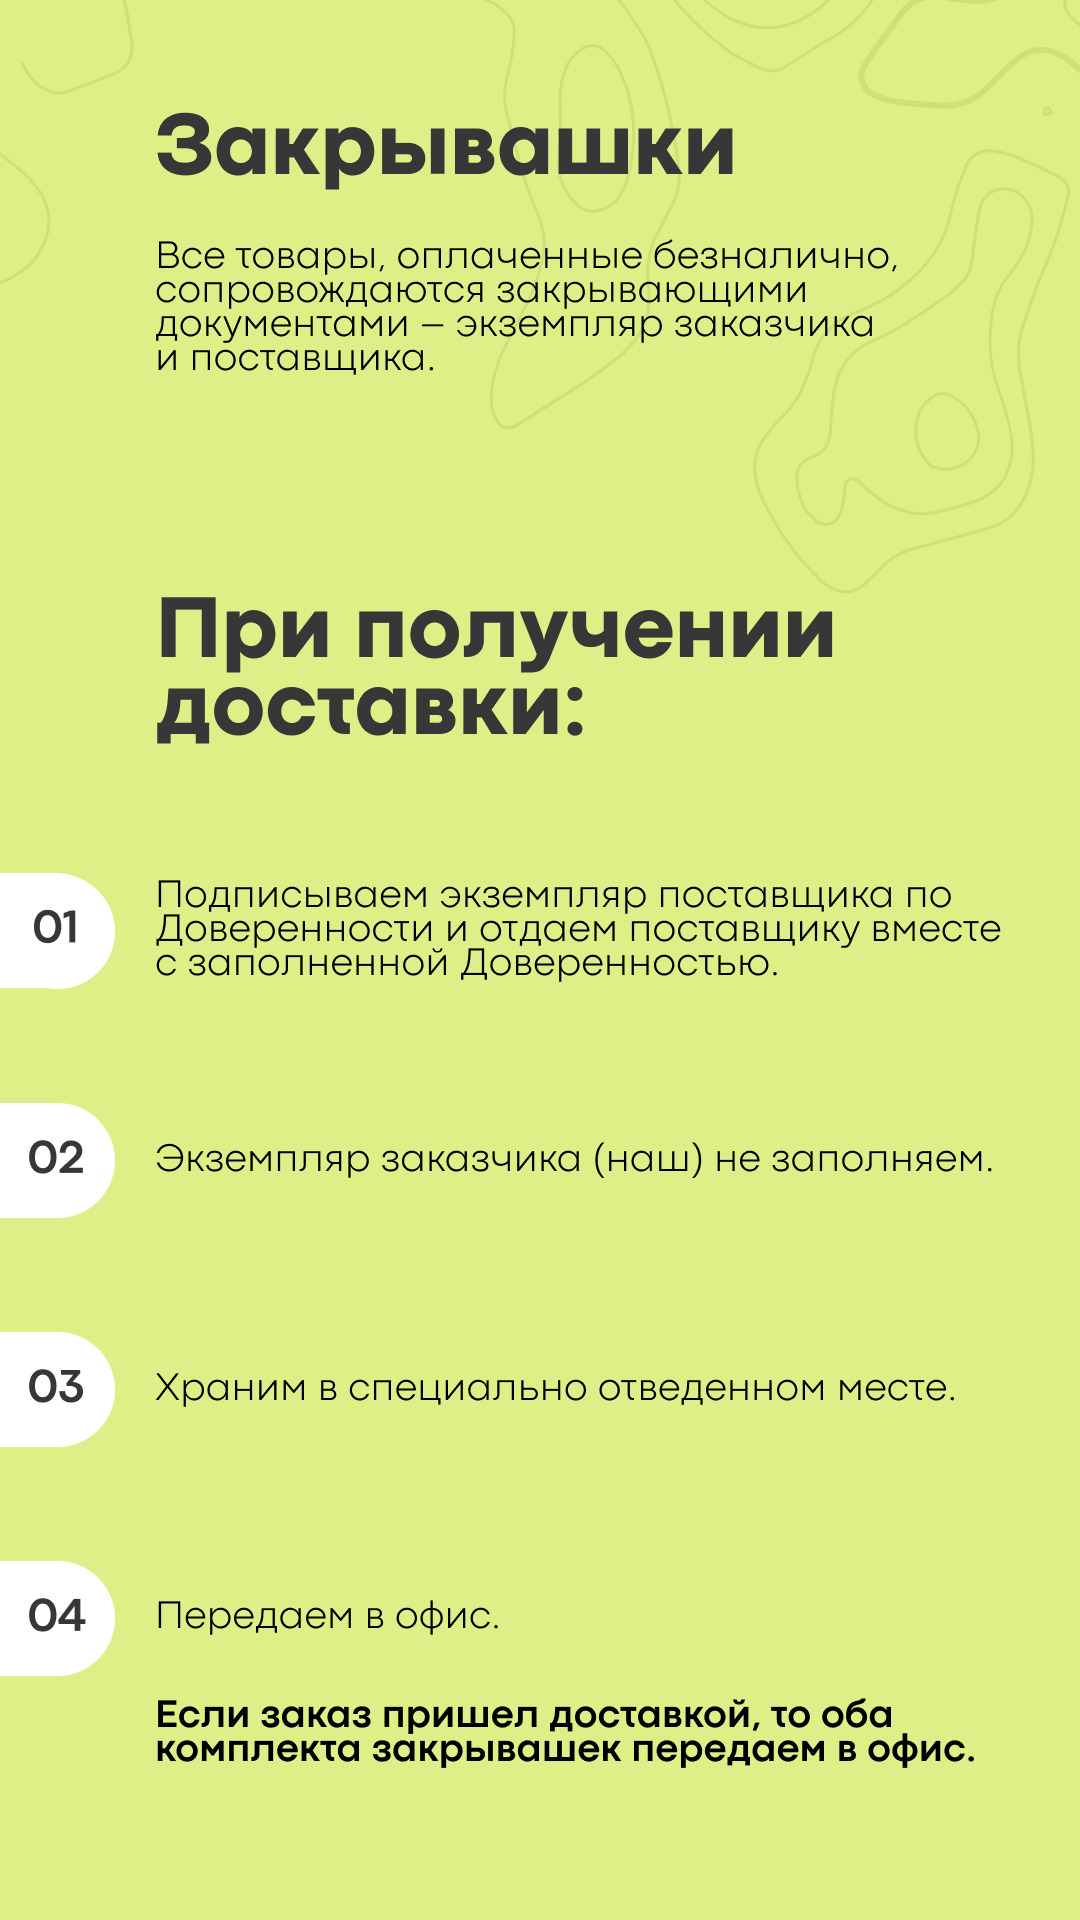 Закрывашки
Все товары, оплаченные безналично,
сопровождаются закрывающими
документами – экземпляр заказчика
и поставщика.
При получении
доставки:
01
Подписываем экземпляр поставщика по
Доверенности и отдаем поставщику вместе
с заполненной Доверенностью.
02
Экземпляр заказчика (наш) не заполняем.
03
Храним в специально отведенном месте.
04
Передаем в офис.
Если заказ пришел доставкой, то оба
комплекта закрывашек передаем в офис.